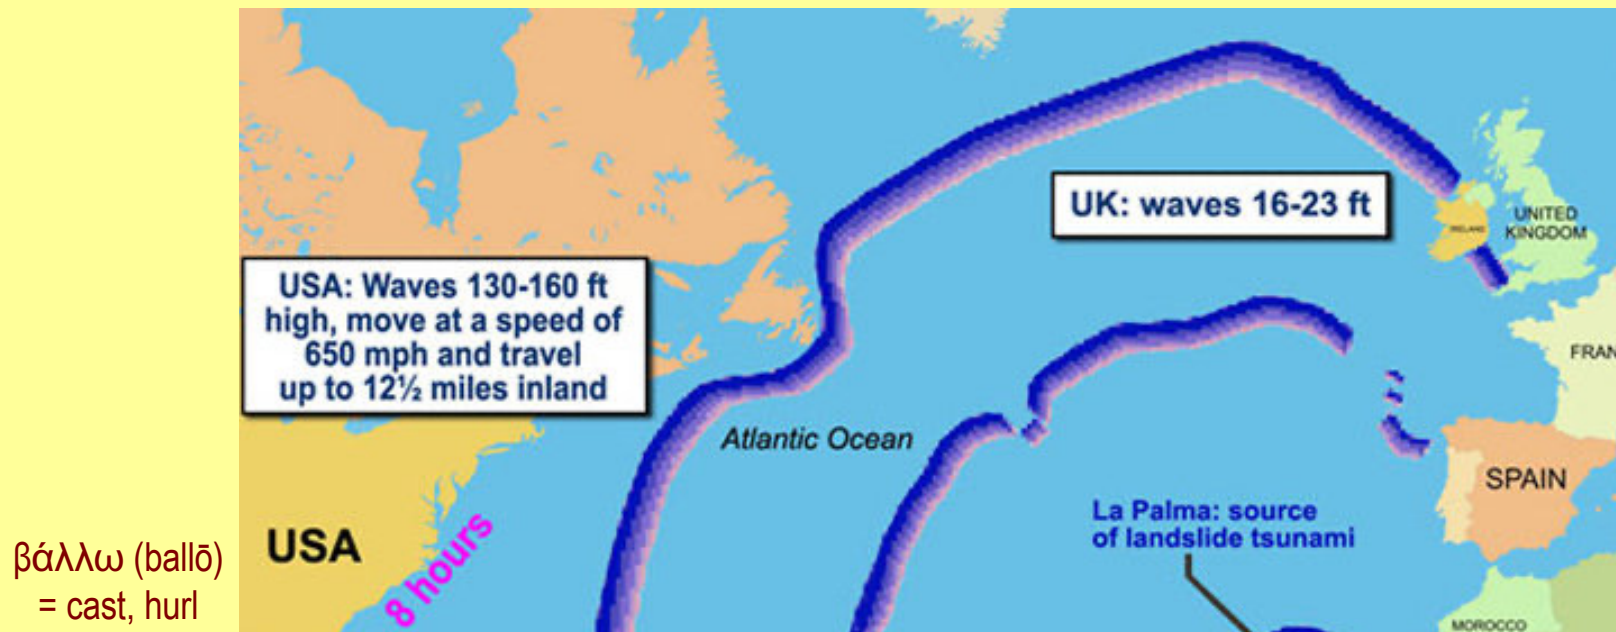 UK: waves 16-23 ft
UNITED
KINGDOM
IRELAND
USA: Waves 130-160 ft
high, move at a speed of
650 mph and travel
up to 12½ miles inland
FRAN
Atlantic Ocean
SPAIN
La Palma: source
of landslide tsunami
USA
8 hours
βάλλω (ballō)
= cast, hurl
MOROCCO